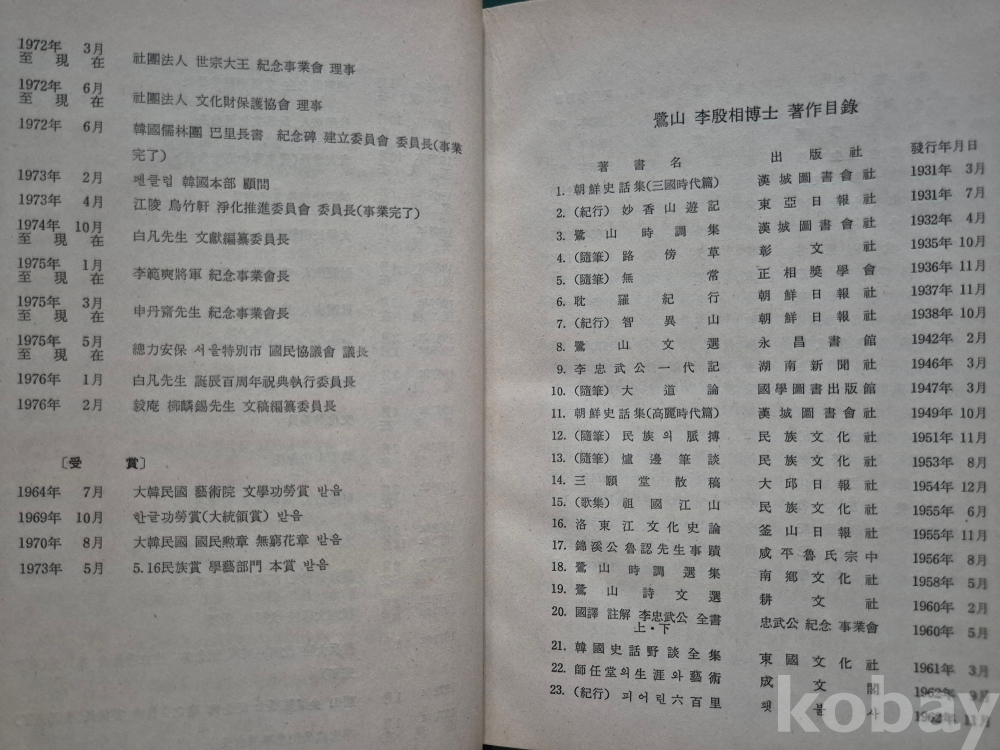 1972年 3月
至 現 在 社團法人 世宗大王 紀念事業會 理事
1972年 6月
至 現 在 社團法人 文化財保護協會 理事
1972年 6月 韓國儒林團 巴里長書 紀念碑 建立委員會 委員長(事業
完了)
1973年 2月 펜클럽 韓國本部 顧問
1973年 4月 江陵 烏竹軒 淨化推進委員會 委員長(事業完了)
1974年 10月
至 現 在 白凡先生 文獻編纂委員長
1975年 1月
至 現 在 李範奭將軍 紀念事業會長
1975年 3月
至 現 在 申丹齋先生 紀念事業會長
1975年 5月
至 現 在 總力安保 서울特別市 國民協議會 議長
1976年 1月 白凡先生 誕辰百周年祝典執行委員長
1976年 2月 毅庵 柳麟錫先生 文稿編纂委員長
〔受 賞〕
1964年 7月 大韓民國 藝術院 文學功勞賞 받음
1969年 10月 한글功勞賞(大統領賞) 받음
1970年 8月 大韓民國 國民勳章 無窮花章 받음
1973年 5月 5.16民族賞 學藝部門 本賞 받음
鷺山 李殷相博士 著作目錄
著 書 名 出 版 社 發行年月日
1. 朝鮮史話集(三國時代篇) 漢城圖書會社 1931年 3月
2. (紀行) 妙香山遊記 東亞日報社 1931年 7月
3. 鷺山時調集 漢城圖書會社 1932年 4月
4. (隨筆) 路傍草 彰文社 1935年 10月
5. (隨筆) 無常 正相奬學會 1936年 11月
6. 耽羅紀行 朝鮮日報社 1937年 11月
7. (紀行) 智異山 朝鮮日報社 1938年 10月
8. 鷺山文選 永昌書館 1942年 2月
9. 李忠武公一代記 湖南新聞社 1946年 3月
10. (隨筆) 大道論 國學圖書出版館 1947年 3月
11. 朝鮮史話集(高麗時代篇) 漢城圖書會社 1949年 10月
12. (隨筆) 民族의脈搏 民族文化社 1951年 11月
13. (隨筆) 爐邊筆談 民族文化社 1953年 8月
14. 三願堂散稿 大邱日報社 1954年 12月
15. (歌集) 祖國江山 民族文化社 1955年 6月
16. 洛東江文化史論 釜山日報社 1955年 11月
17. 錦溪公魯認先生事蹟 咸平魯氏宗中 1956年 8月
18. 鷺山時調選集 南鄕文化社 1958年 5月
19. 鷺山詩文選 耕文社 1960年 2月
20. 國譯 註解 李忠武公 全書 忠武公 紀念 事業會 1960年 5月
上・下
21. 韓國史話野談全集 東國文化社 1961年 3月
22. 師任堂의生涯와藝術 成文閣 1962年 9月
23. (紀行) 피어린六百里 횃불사 1962年 11月
kobay